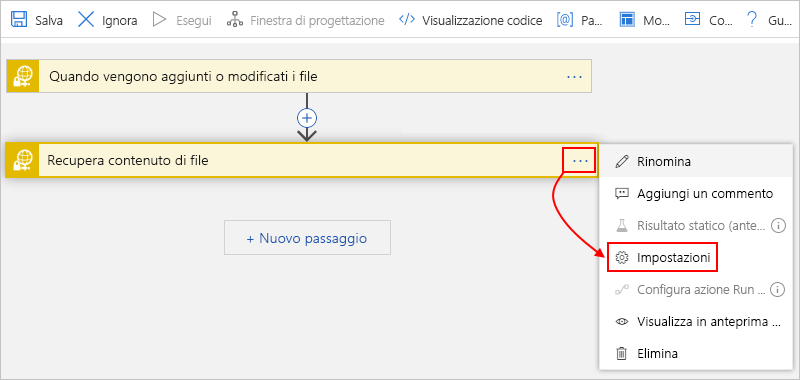 Salva Ignora Esegui Finestra di progettazione Visualizzazione codice Pa... Mo... Co... Gu...
Quando vengono aggiunti o modificati i file ...
Recupera contenuto di file ...
+ Nuovo passaggio
Rinomina
Aggiungi un commento
Risultato statico (ante...
Impostazioni
Configura azione Run ...
Visualizza in anteprima ...
Elimina